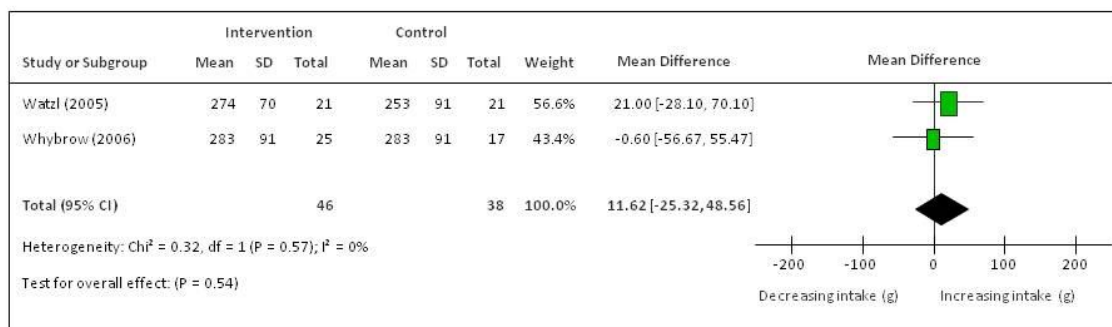 Intervention Control
Study or Subgroup Mean SD Total Mean SD Total Weight Mean Difference Mean Difference
Watzl (2005) 274 70 21 253 91 21 56.6% 21.00 [-28.10, 70.10]
Whybrow (2006) 283 91 25 283 91 17 43.4% -0.60 [-56.67, 55.47]
Total (95% CI) 46 38 100.0% 11.62 [-25.32, 48.56]
Heterogeneity: Chi² = 0.32, df = 1 (P = 0.57); I² = 0%
Test for overall effect: (P = 0.54)
-200 -100 0 100 200
Decreasing intake (g) Increasing intake (g)